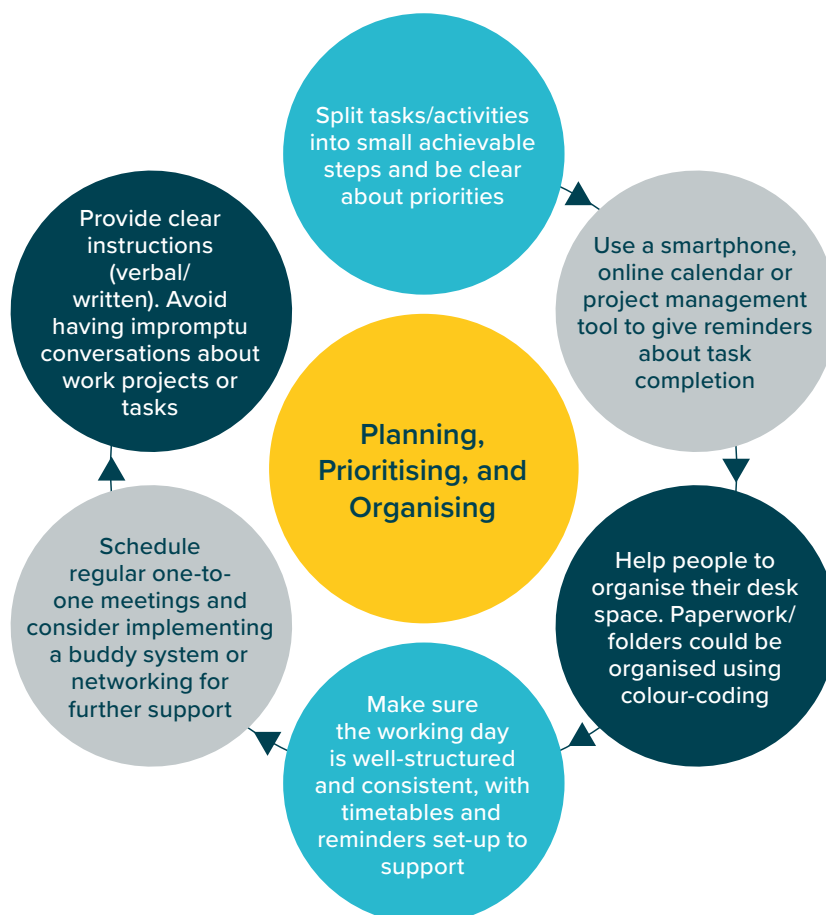 Split tasks/activities
into small achievable
steps and be clear
about priorities
Use a smartphone,
online calendar or
project management
tool to give reminders
about task
completion
Help people to
organise their desk
space. Paperwork/
folders could be
organised using
colour-coding
Make sure
the working day
is well-structured
and consistent, with
timetables and
reminders set-up to
support
Schedule
regular one-to-
one meetings and
consider implementing
a buddy system or
networking for
further support
Provide clear
instructions
(verbal/
written). Avoid
having impromptu
conversations about
work projects or
tasks
Planning,
Prioritising, and
Organising